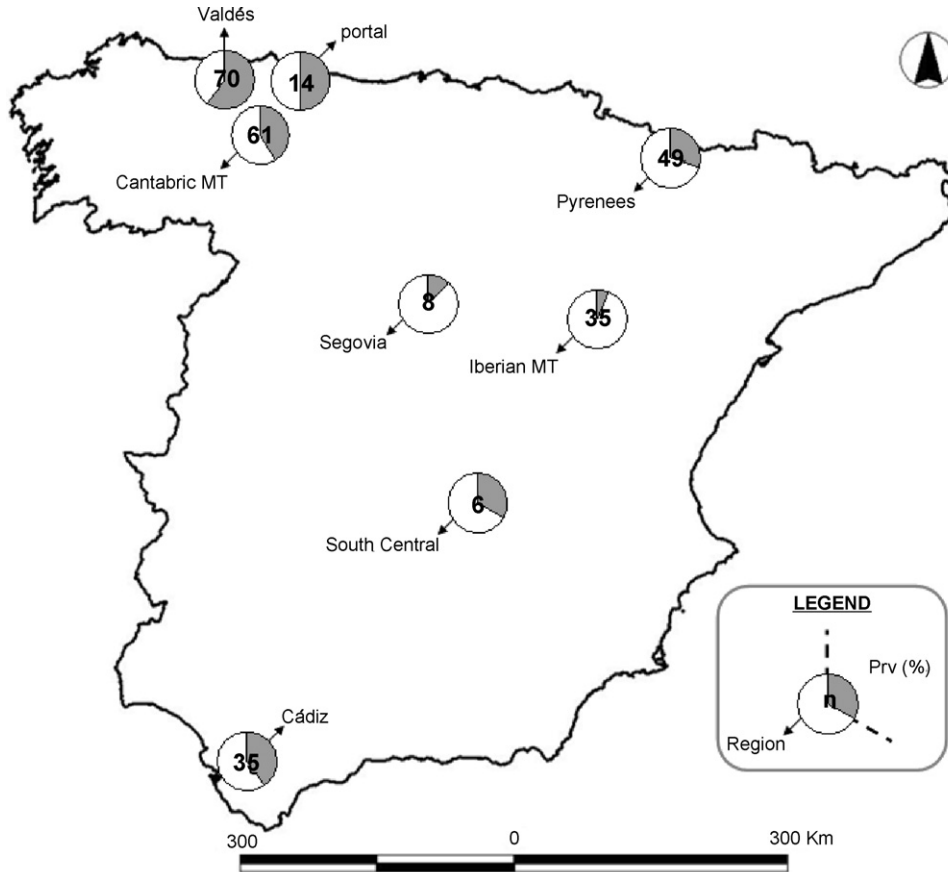 Valdés
portal
70
14
61
Cantabric MT
49
Pyrenees
8
Segovia
35
Iberian MT
6
South Central
LEGEND
Prv (%)
n
Region
Cádiz
35
300
0
300 Km